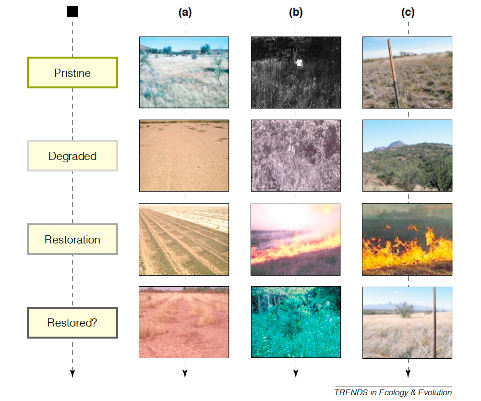 (a) (b) (c)
Pristine
Degraded
Restoration
Restored?
TRENDS in Ecology & Evolution